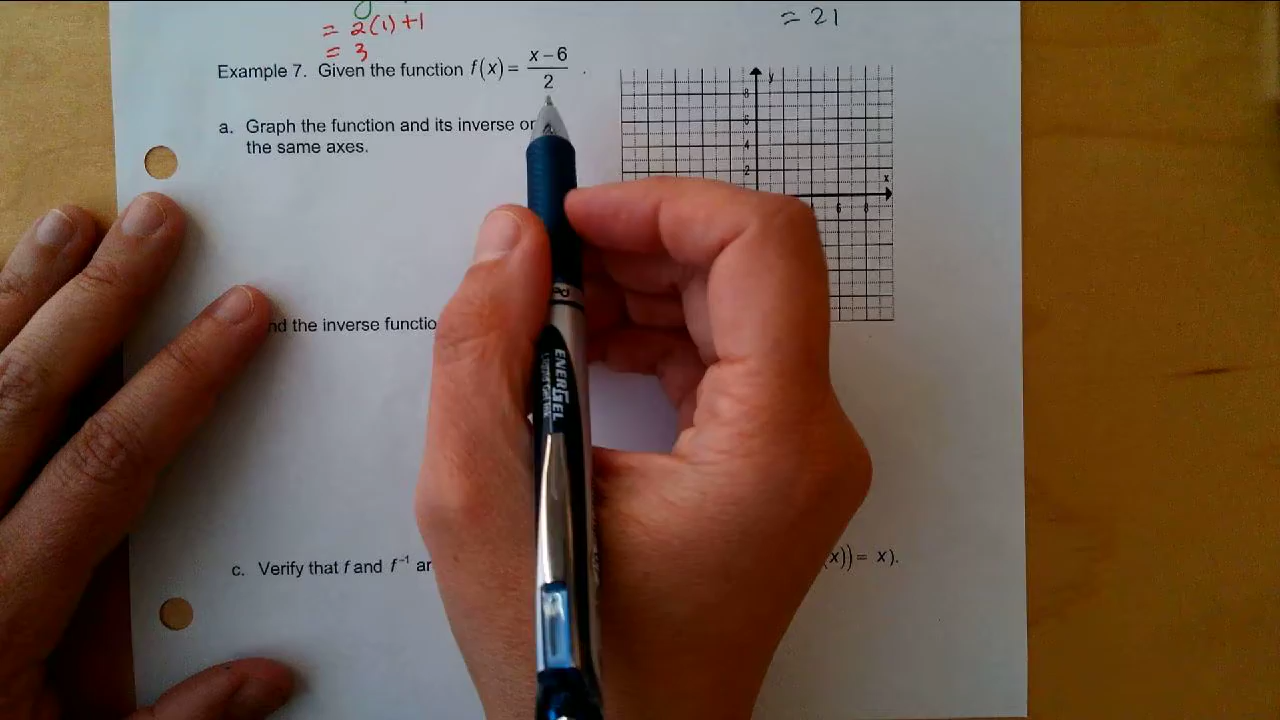 = 2(1) +1
= 3
= 21
Example 7. Given the function f(x) = x − 6 / 2 .
a. Graph the function and its inverse on
the same axes.
y
8
6
4
2
x
6 8
nd the inverse functio
c. Verify that f and f⁻¹ ar
x)) = x).
ENERGEL